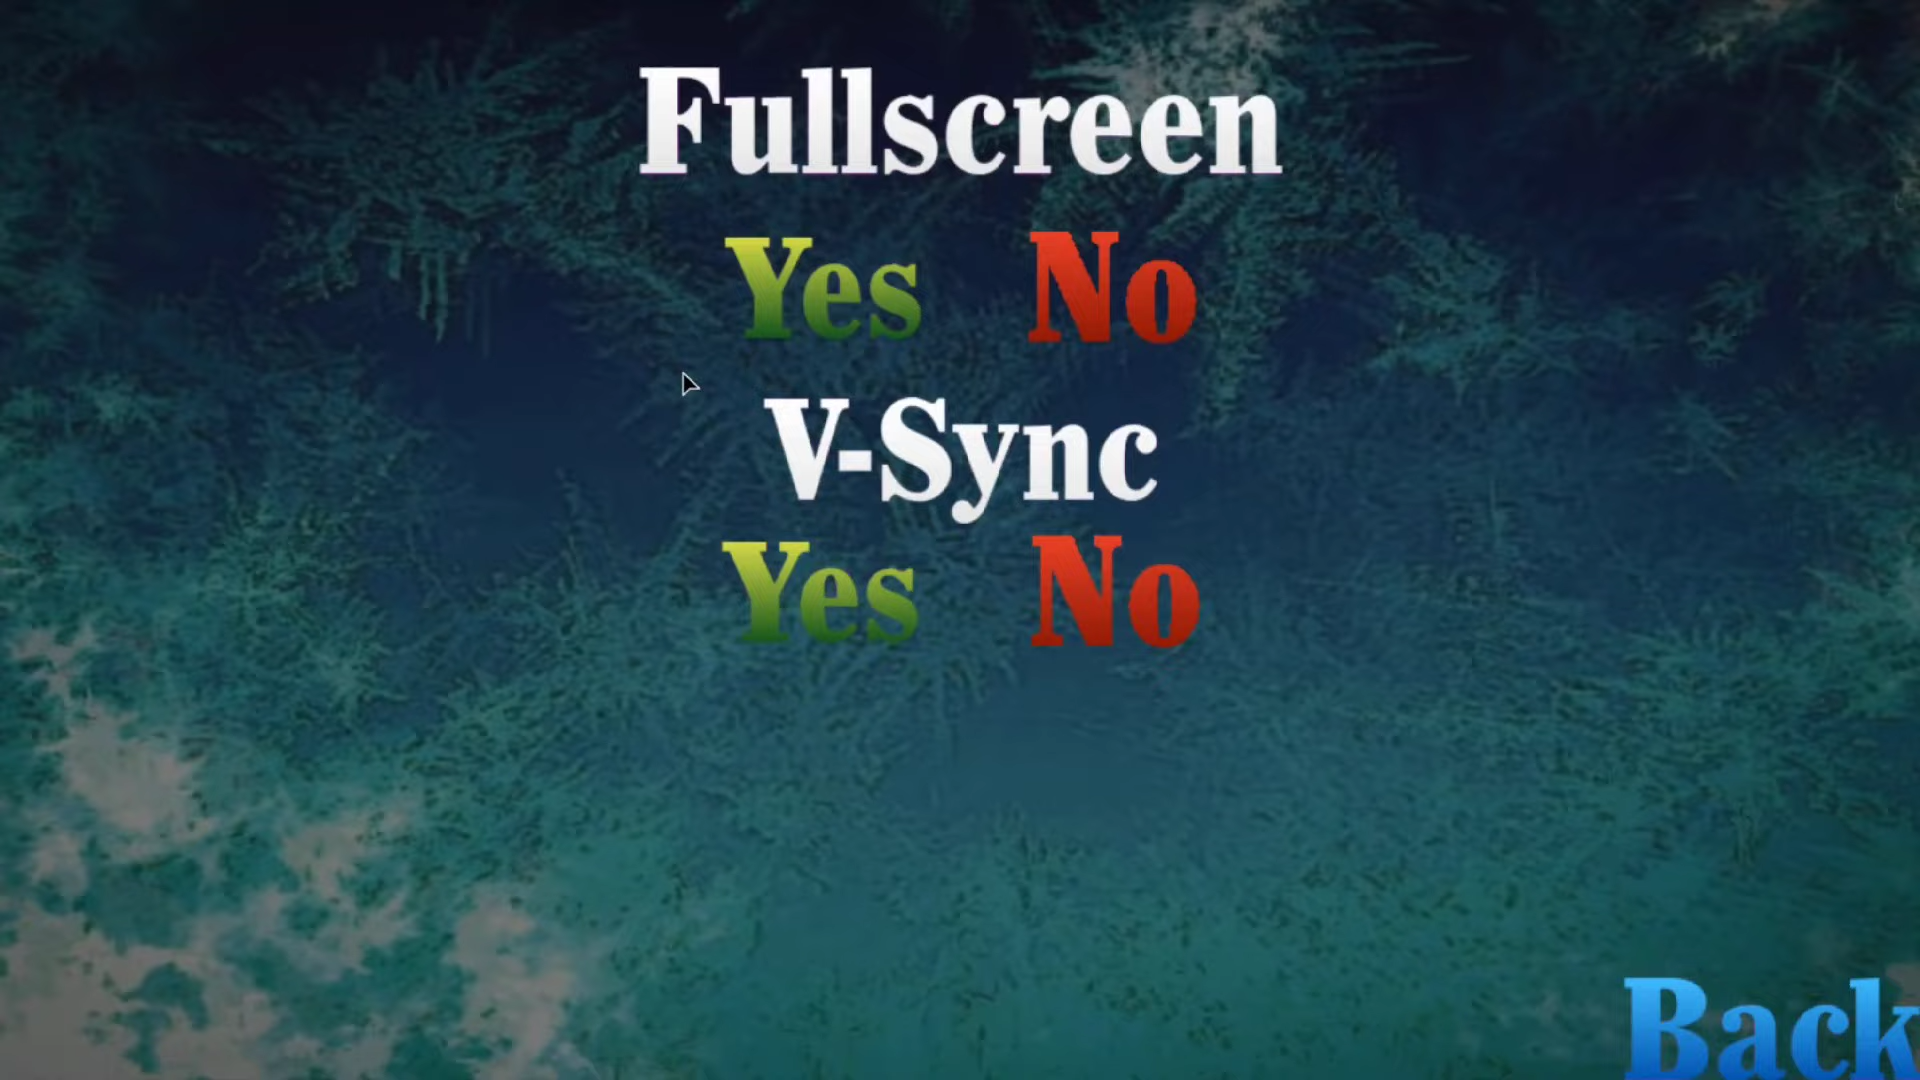 Fullscreen
Yes No
V-Sync
Yes No
Back